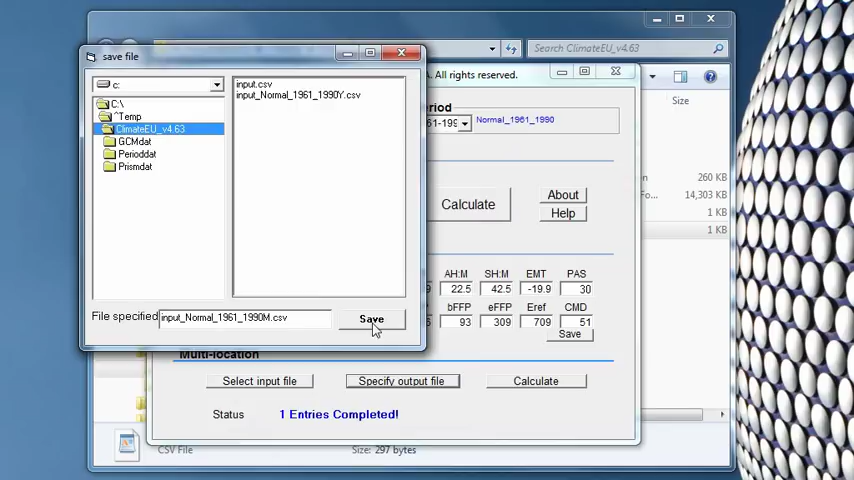 save file
Search ClimateEU_v4.63
c:
input.csv
input_Normal_1961_1990Y.csv
C:\
^Temp
ClimateEU_v4.63
GCMdat
Perioddat
Prismdat
File specified
input_Normal_1961_1990M.csv
Save
A. All rights reserved.
Size
Normal_1961_1990
Calculate
About
Help
260 KB
14,303 KB
1 KB
1 KB
AH:M
SH:M
EMT
PAS
22.5
42.5
-19.9
30
bFFP
eFFP
Eref
CMD
93
309
709
51
Save
Multi-location
Select input file
Specify output file
Calculate
Status
1 Entries Completed!
CSV File
Size: 297 bytes